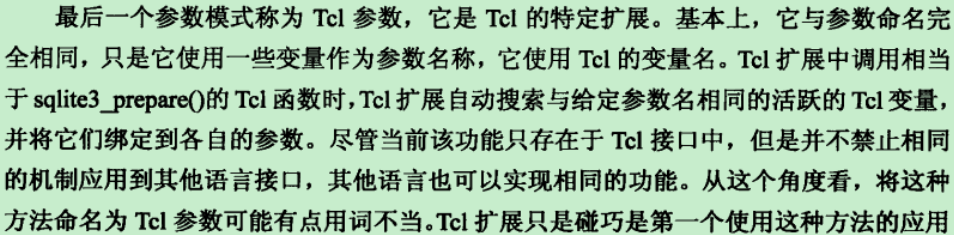 最后一个参数模式称为 Tcl 参数，它是 Tcl 的特定扩展。基本上，它与参数命名完
全相同，只是它使用一些变量作为参数名称，它使用 Tcl 的变量名。Tcl 扩展中调用相当
于 sqlite3_prepare()的 Tcl 函数时，Tcl 扩展自动搜索与给定参数名相同的活跃的 Tcl 变量，
并将它们绑定到各自的参数。尽管当前该功能只存在于 Tcl 接口中，但是并不禁止相同
的机制应用到其他语言接口，其他语言也可以实现相同的功能。从这个角度看，将这种
方法命名为 Tcl 参数可能有点用词不当。Tcl 扩展只是碰巧是第一个使用这种方法的应用